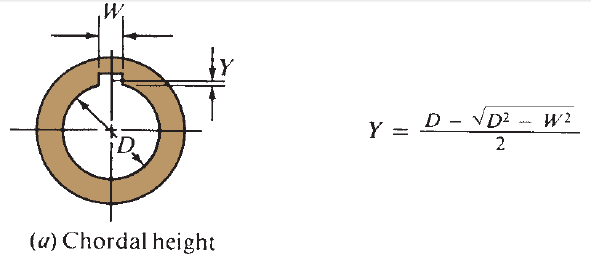 W
Y
D
Y = D - √D² - W² / 2
(a) Chordal height